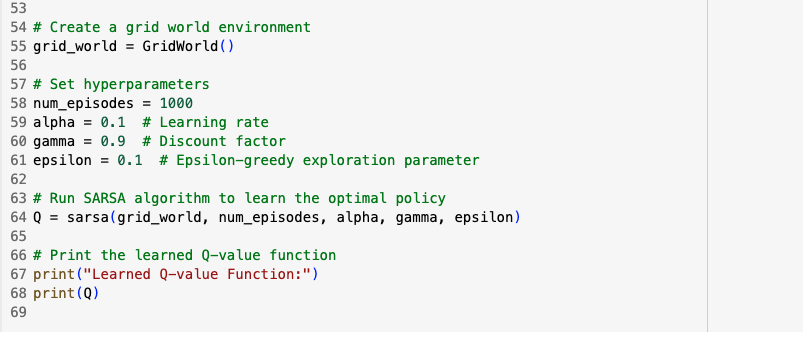 53
54 # Create a grid world environment
55 grid_world = GridWorld()
56
57 # Set hyperparameters
58 num_episodes = 1000
59 alpha = 0.1  # Learning rate
60 gamma = 0.9  # Discount factor
61 epsilon = 0.1  # Epsilon-greedy exploration parameter
62
63 # Run SARSA algorithm to learn the optimal policy
64 Q = sarsa(grid_world, num_episodes, alpha, gamma, epsilon)
65
66 # Print the learned Q-value function
67 print("Learned Q-value Function:")
68 print(Q)
69